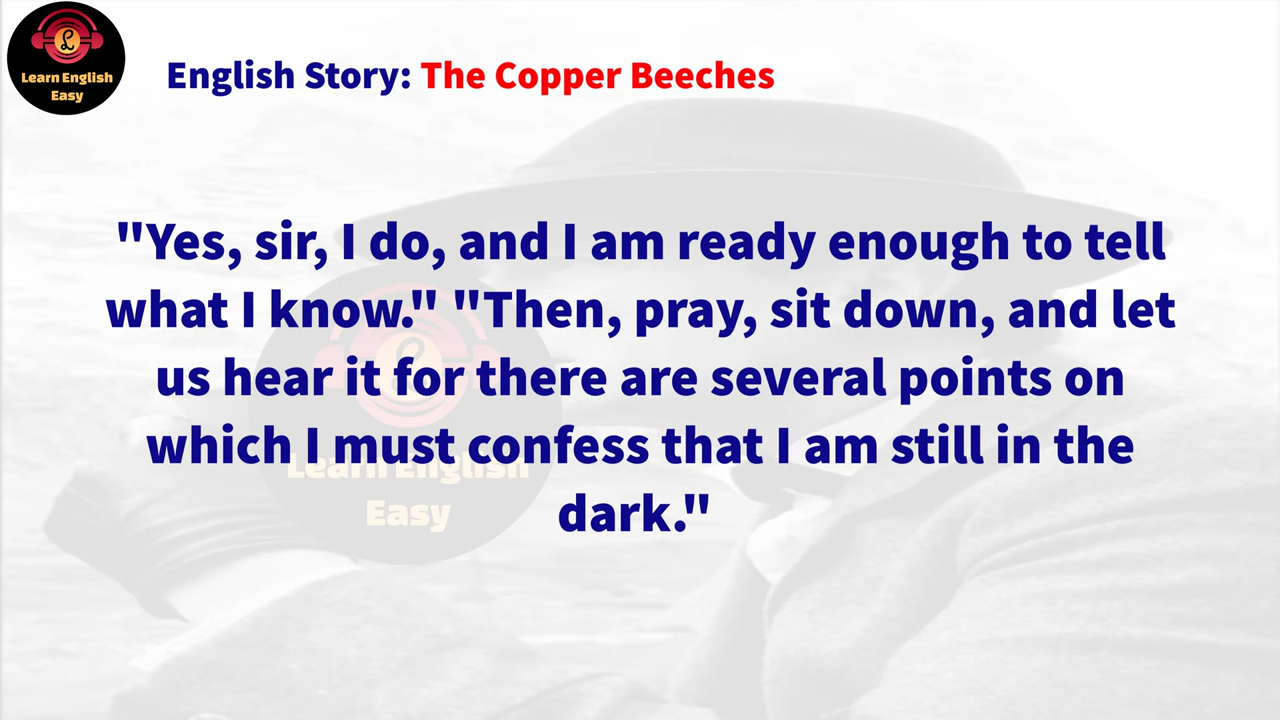 Learn English
Easy
English Story: The Copper Beeches
"Yes, sir, I do, and I am ready enough to tell
what I know." "Then, pray, sit down, and let
us hear it for there are several points on
which I must confess that I am still in the
dark."
Learn English
Easy